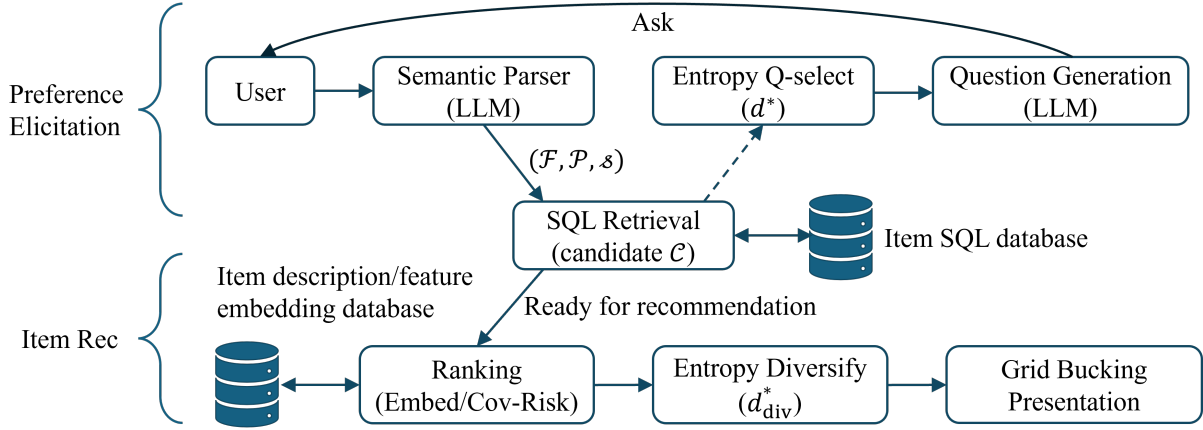 Ask
User
Semantic Parser
(LLM)
Entropy Q-select
(d*)
Question Generation
(LLM)
Preference
Elicitation
(ℱ, 𝒫, 𝓈)
SQL Retrieval
(candidate 𝒞)
Item SQL database
Item description/feature
embedding database
Ready for recommendation
Item Rec
Ranking
(Embed/Cov-Risk)
Entropy Diversify
(d*div)
Grid Bucking
Presentation